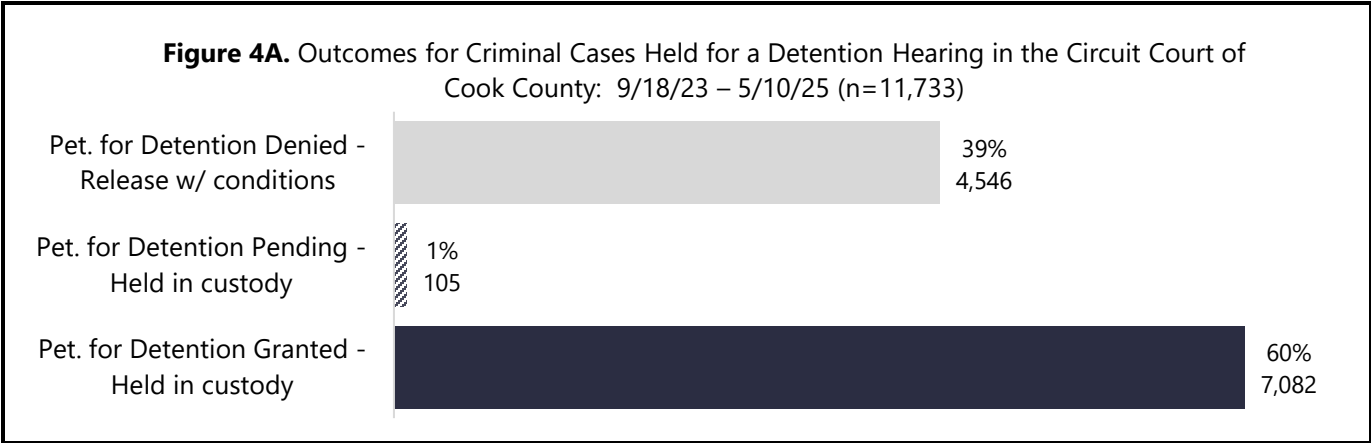 Figure 4A. Outcomes for Criminal Cases Held for a Detention Hearing in the Circuit Court of
Cook County:  9/18/23 – 5/10/25 (n=11,733)
Pet. for Detention Denied -
Release w/ conditions
39%
4,546
Pet. for Detention Pending -
Held in custody
1%
105
Pet. for Detention Granted -
Held in custody
60%
7,082